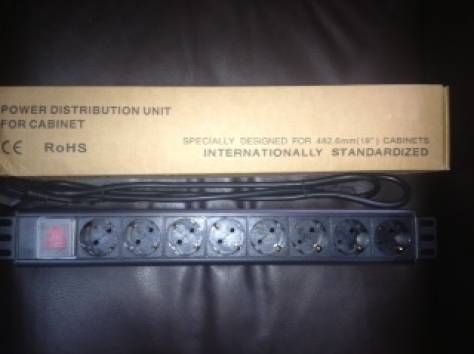 POWER DISTRIBUTION UNIT
FOR CABINET
CE RoHS
SPECIALLY DESIGNED FOR 482.6mm(19") CABINETS
INTERNATIONALLY STANDARDIZED